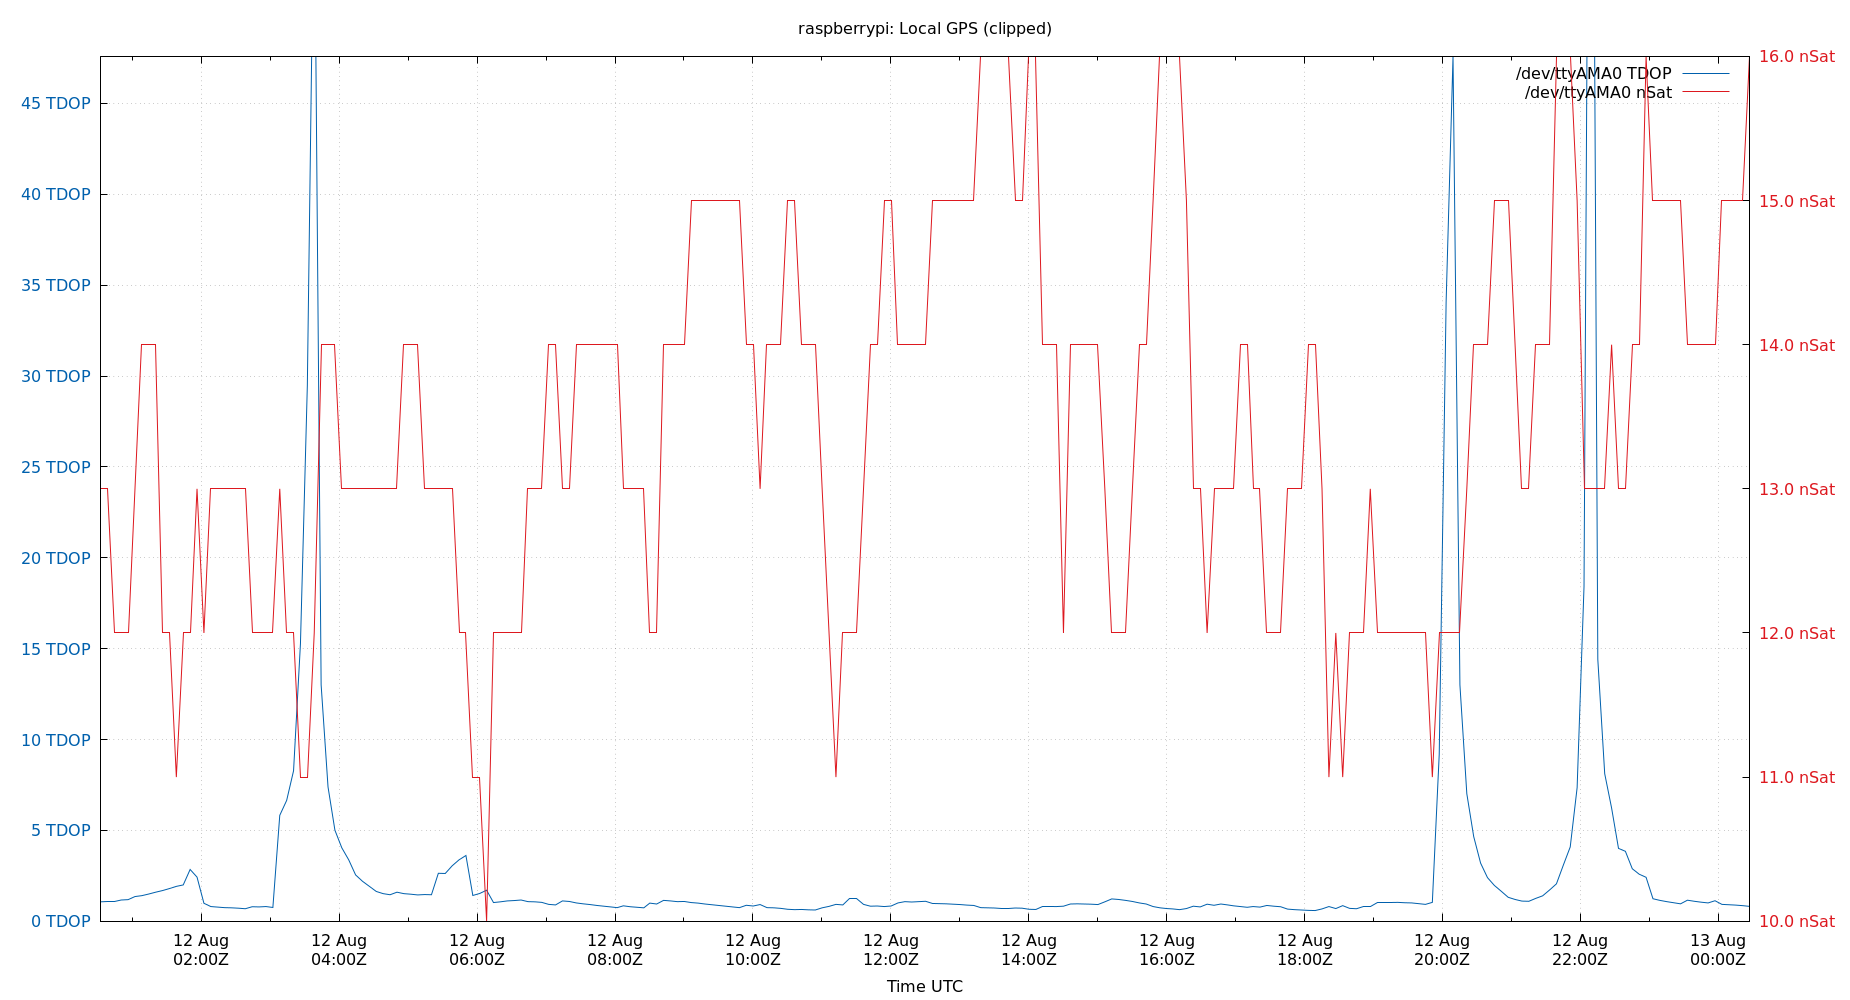 raspberrypi: Local GPS (clipped)
/dev/ttyAMA0 TDOP
/dev/ttyAMA0 nSat
45 TDOP
40 TDOP
35 TDOP
30 TDOP
25 TDOP
20 TDOP
15 TDOP
10 TDOP
5 TDOP
0 TDOP
16.0 nSat
15.0 nSat
14.0 nSat
13.0 nSat
12.0 nSat
11.0 nSat
10.0 nSat
12 Aug 12 Aug 12 Aug 12 Aug 12 Aug 12 Aug 12 Aug 12 Aug 12 Aug 12 Aug 12 Aug 13 Aug
02:00Z 04:00Z 06:00Z 08:00Z 10:00Z 12:00Z 14:00Z 16:00Z 18:00Z 20:00Z 22:00Z 00:00Z
Time UTC